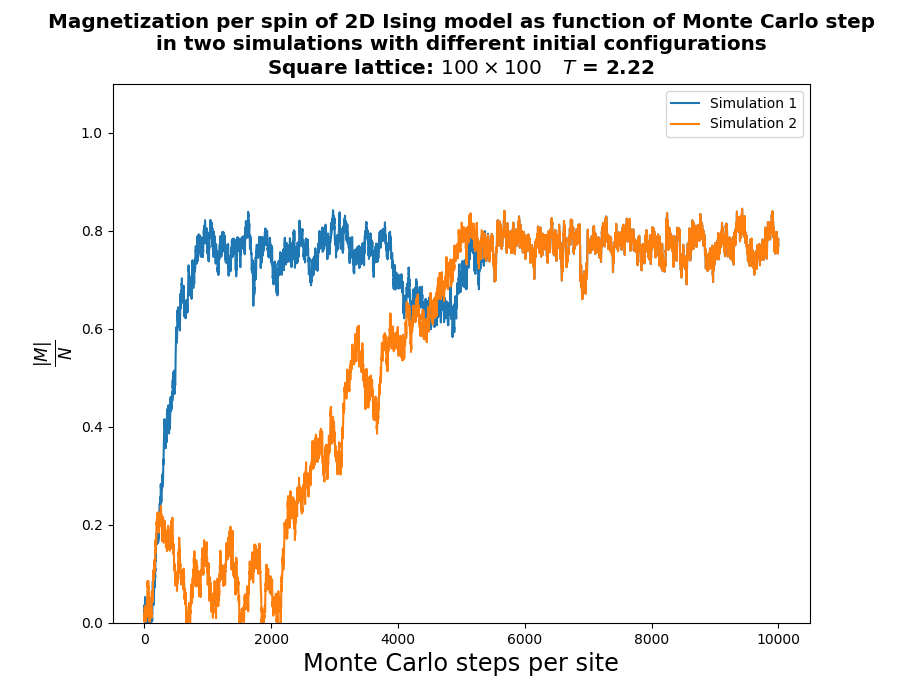 Magnetization per spin of 2D Ising model as function of Monte Carlo step
in two simulations with different initial configurations
Square lattice: 100 × 100 T = 2.22
Simulation 1
Simulation 2
|M|
N
1.0
0.8
0.6
0.4
0.2
0.0
0 2000 4000 6000 8000 10000
Monte Carlo steps per site